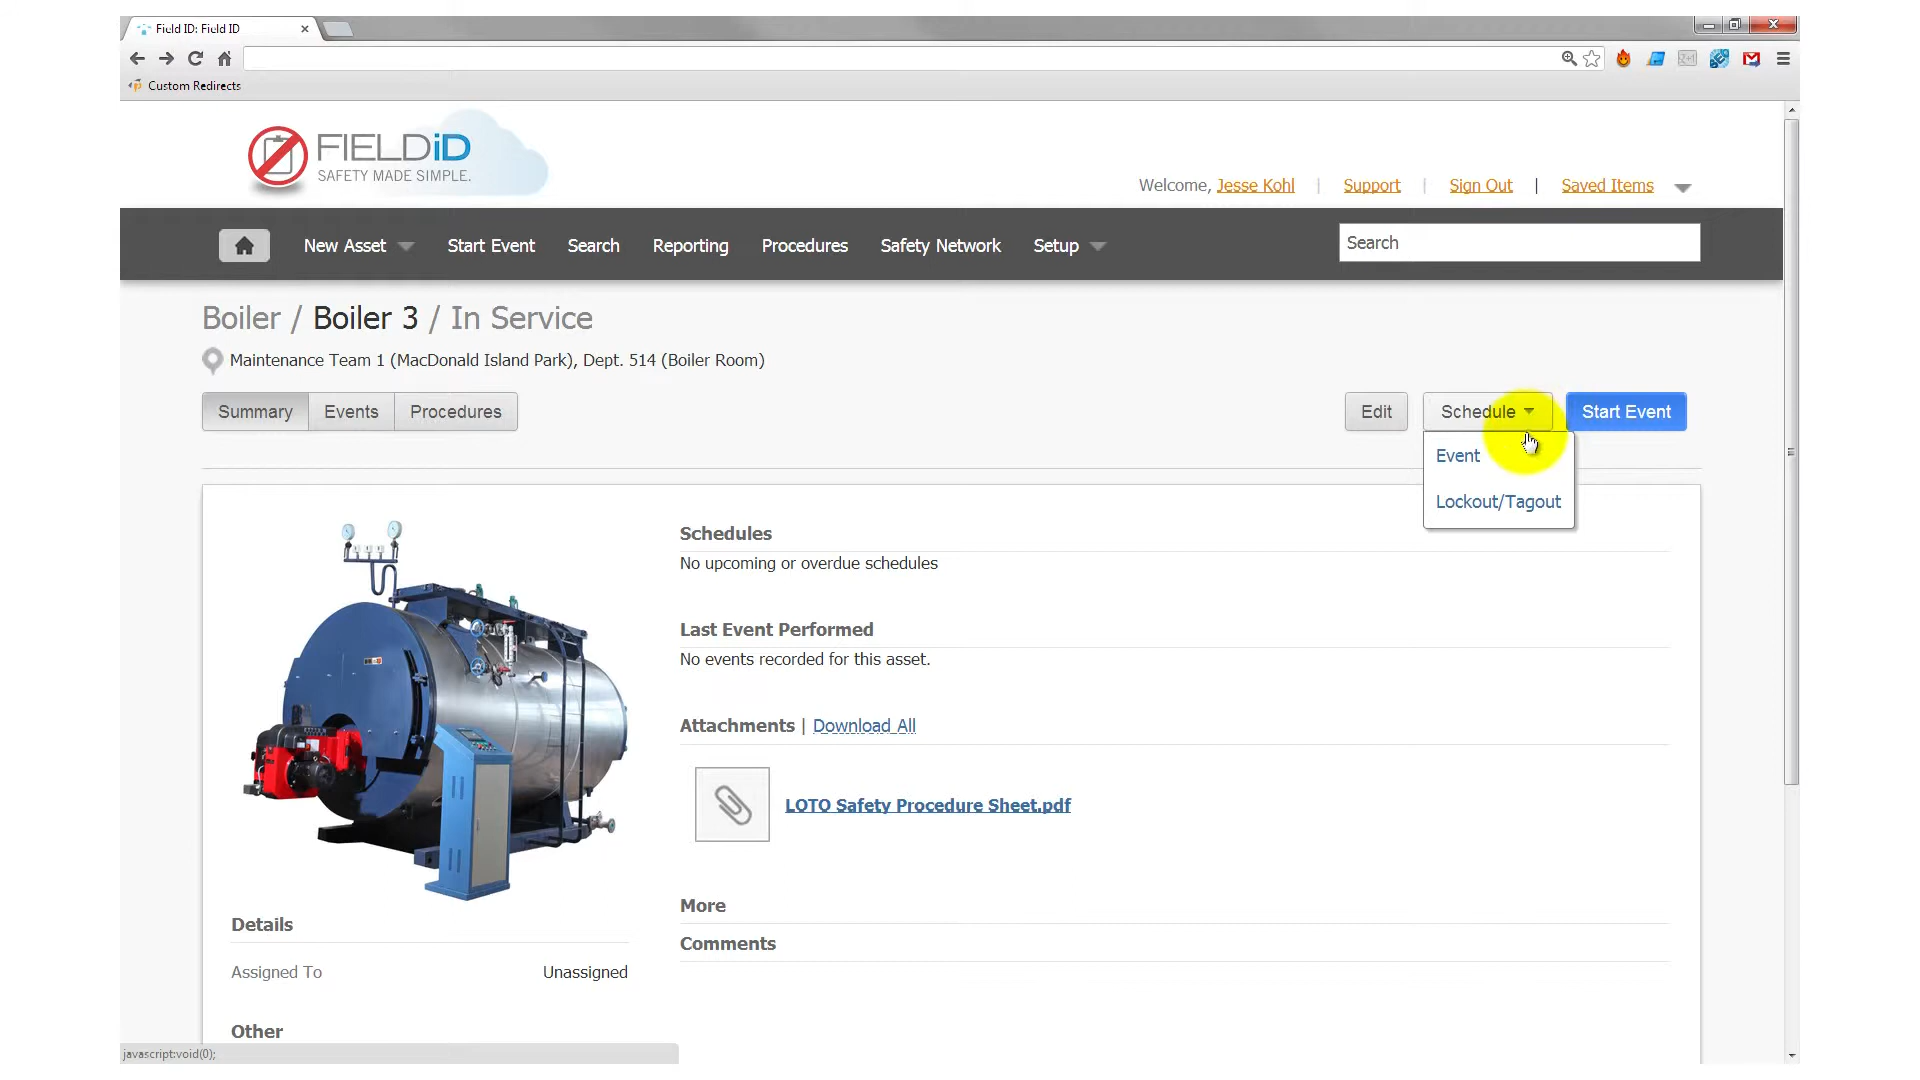 Field ID: Field ID
Custom Redirects
FIELDiD
SAFETY MADE SIMPLE.
Welcome, Jesse Kohl | Support | Sign Out | Saved Items
New Asset Start Event Search Reporting Procedures Safety Network Setup Search
Boiler / Boiler 3 / In Service
Maintenance Team 1 (MacDonald Island Park), Dept. 514 (Boiler Room)
Summary Events Procedures Edit Schedule Start Event
Event
Lockout/Tagout
Schedules
No upcoming or overdue schedules
Last Event Performed
No events recorded for this asset.
Attachments | Download All
LOTO Safety Procedure Sheet.pdf
More
Comments
Details
Assigned To Unassigned
Other
javascript:void(0);